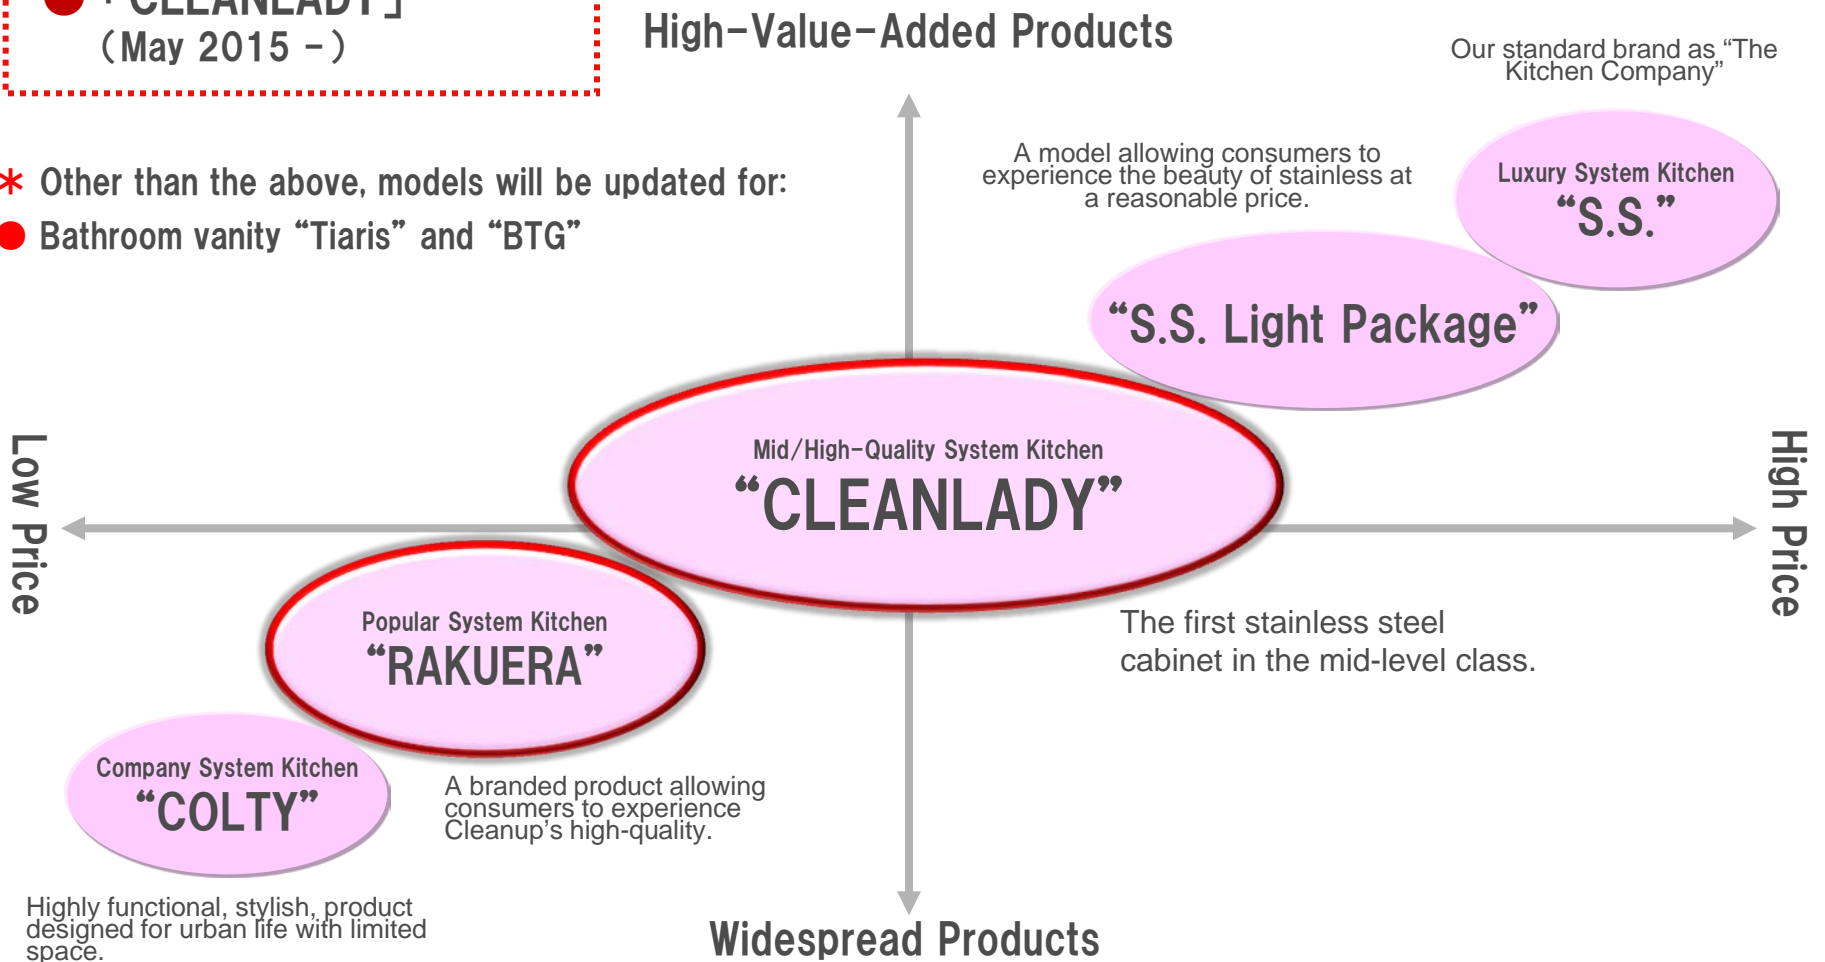 CLEANLADY」
（May 2015 −）
High−Value−Added Products
Our standard brand as “The
Kitchen Company”
* Other than the above, models will be updated for:
● Bathroom vanity “Tiaris” and “BTG”
A model allowing consumers to
experience the beauty of stainless at
a reasonable price.
Luxury System Kitchen
“S.S.”
“S.S. Light Package”
Low Price
Mid/High−Quality System Kitchen
“CLEANLADY”
High Price
Popular System Kitchen
“RAKUERA”
The first stainless steel
cabinet in the mid-level class.
Company System Kitchen
“COLTY”
A branded product allowing
consumers to experience
Cleanup’s high-quality.
Highly functional, stylish, product
designed for urban life with limited
space.
Widespread Products